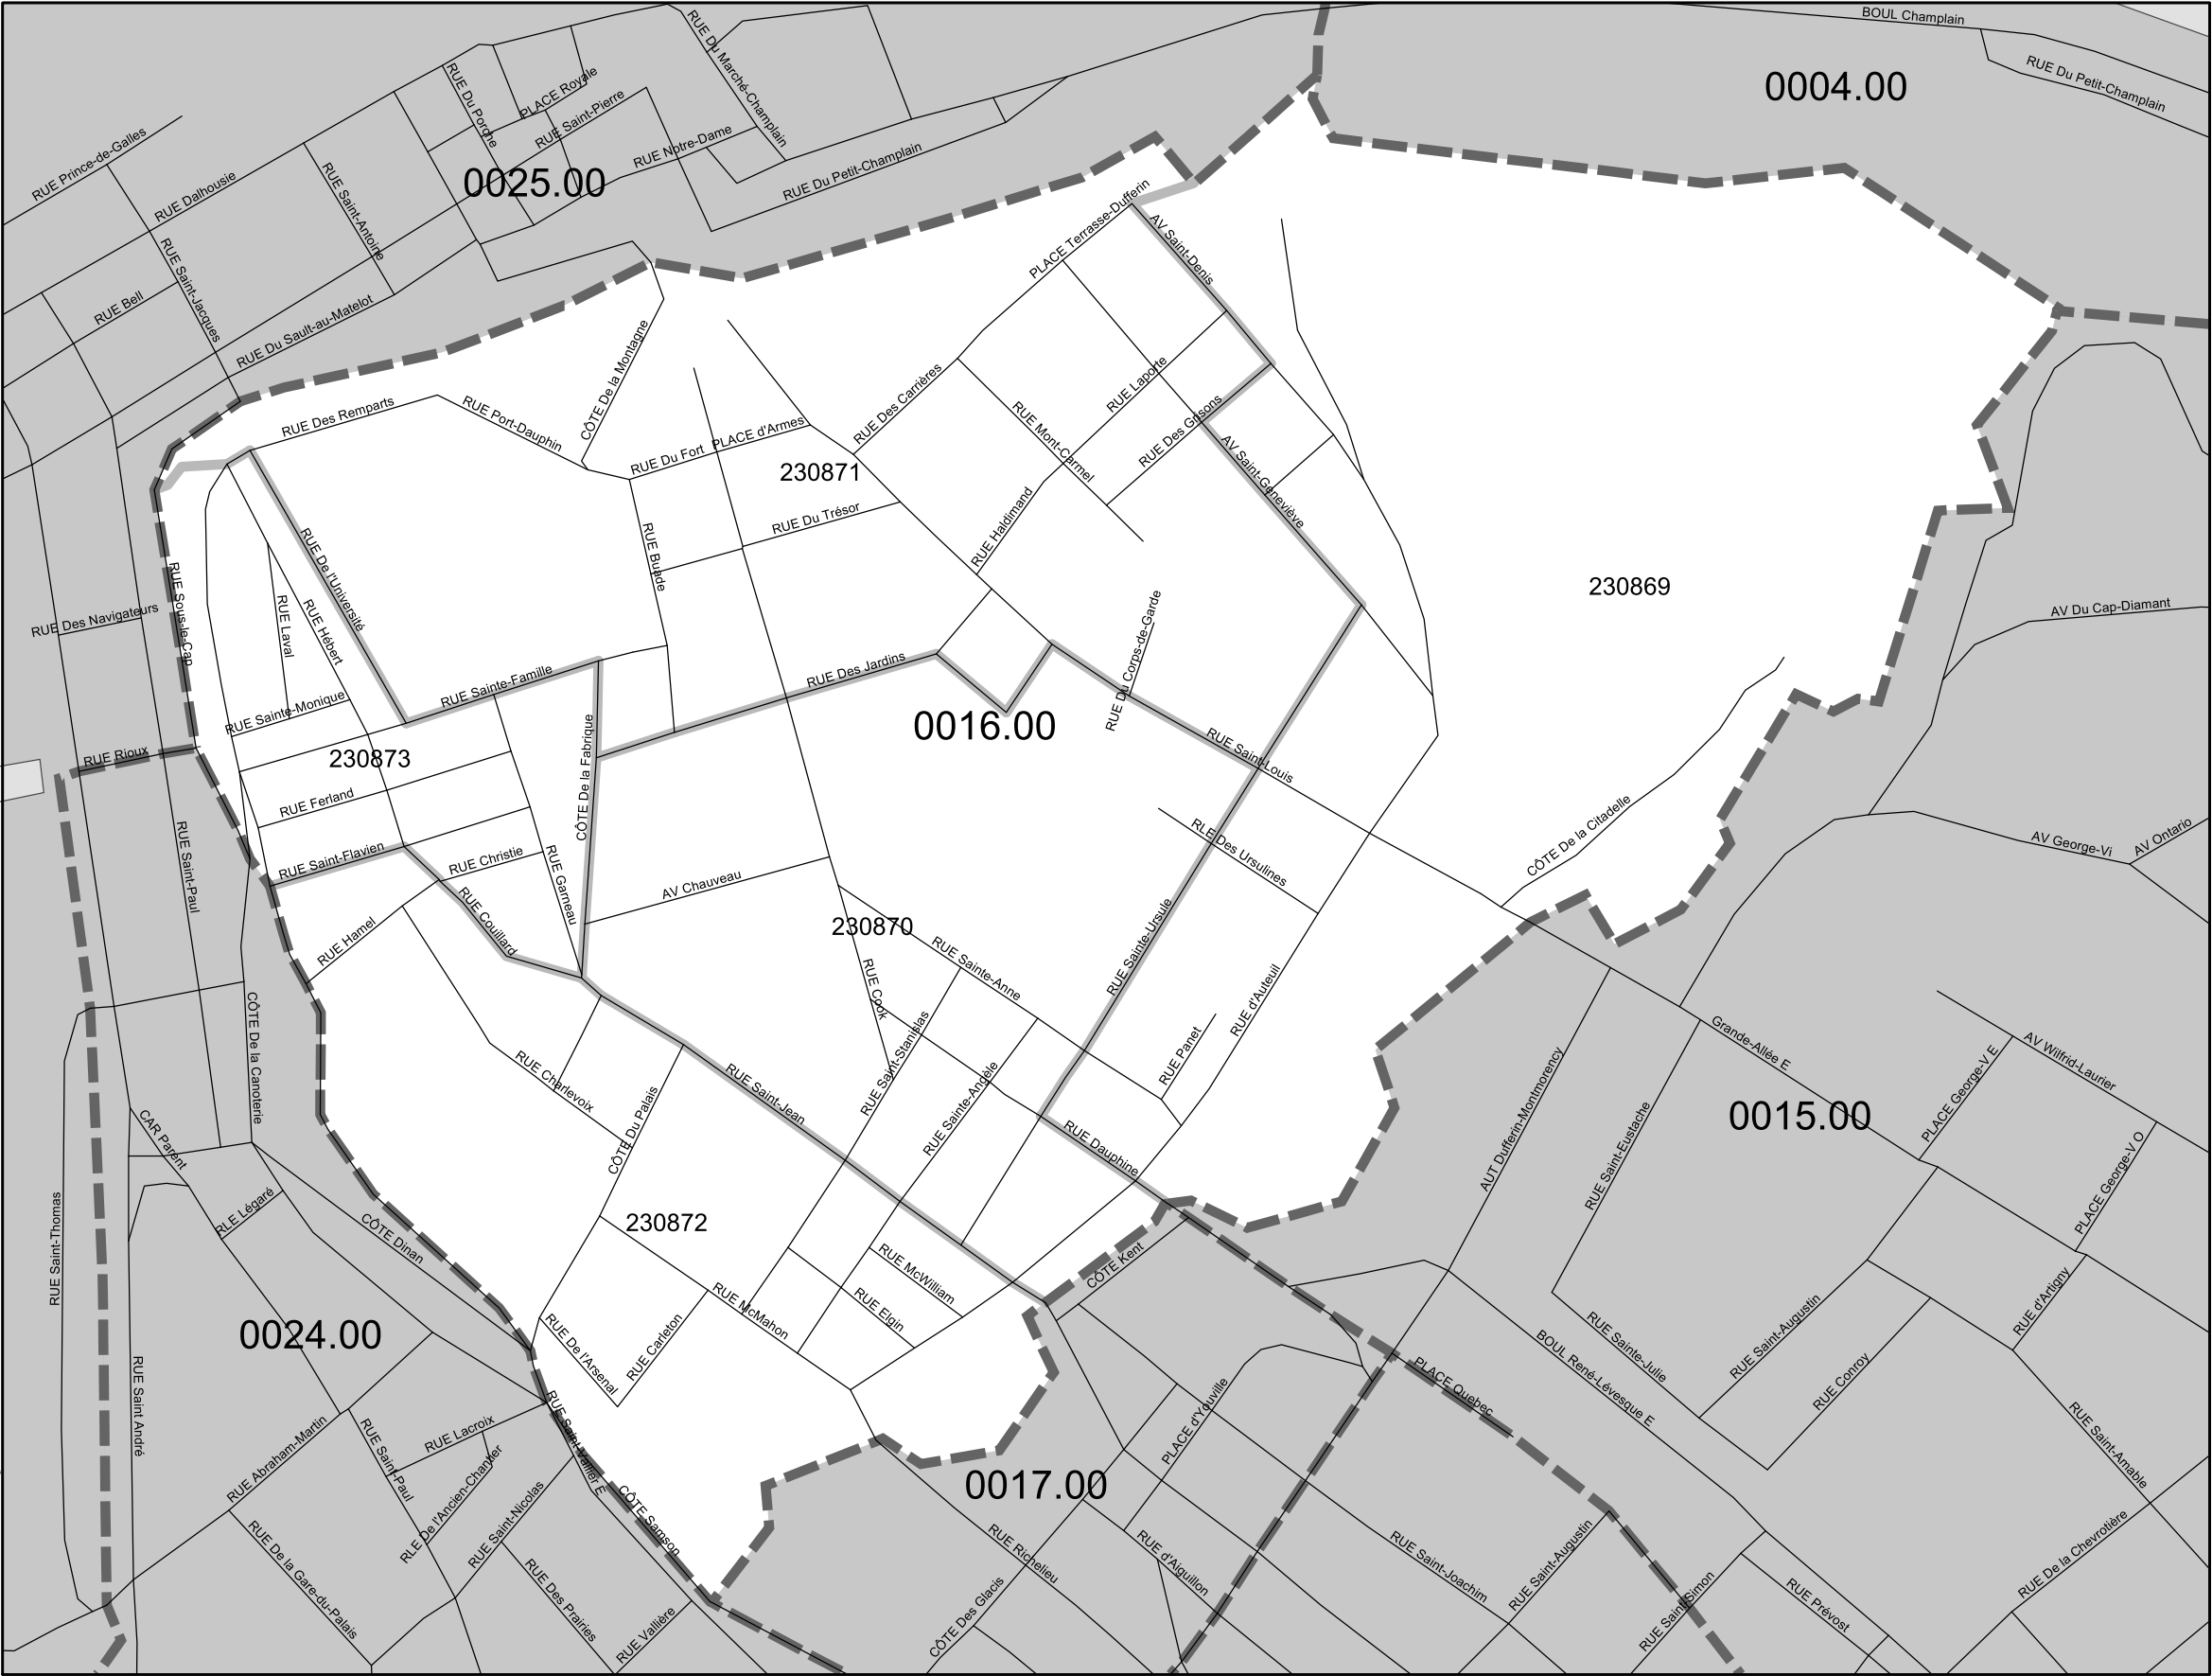 BOUL Champlain
RUE Du Petit-Champlain
0004.00
RUE Du Marché-Champlain
RUE Du Porche
PLACE Royale
RUE Saint-Pierre
RUE Notre-Dame
RUE Du Petit-Champlain
0025.00
RUE Prince-de-Galles
RUE Dalhousie
RUE Saint-Antoine
RUE Saint-Jacques
RUE Bell
RUE Du Sault-au-Matelot
PLACE Terrasse-Dufferin
AV Saint-Denis
CÔTE De la Montagne
RUE Des Remparts
RUE Port-Dauphin
RUE Du Fort
PLACE d'Armes
RUE Des Carrières
RUE Laporte
RUE Mont-Carmel
RUE Des Grisons
AV Saint-Geneviève
230871
RUE Du Trésor
RUE Haldimand
RUE Buade
RUE De l'Université
RUE Sous-le-Cap
RUE Des Navigateurs
RUE Laval
RUE Hébert
RUE Du Corps-de-Garde
230869
AV Du Cap-Diamant
RUE Sainte-Famille
RUE Des Jardins
RUE Sainte-Monique
0016.00
RUE Saint-Louis
RUE Rioux
230873
CÔTE De la Fabrique
RUE Ferland
RUE Saint-Paul
RUE Saint-Flavien
RUE Christie
RUE Garneau
AV Chauveau
RLE Des Ursulines
CÔTE De la Citadelle
AV George-Vi
AV Ontario
RUE Couillard
RUE Hamel
230870
RUE Sainte-Anne
RUE Sainte-Ursule
RUE Cook
RUE d'Auteuil
CÔTE De la Canoterie
RUE Saint-Stanislas
RUE Sainte-Angèle
RUE Panet
RUE Charlevoix
RUE Saint-Jean
CÔTE Du Palais
RUE Dauphine
Grande-Allée E
AV Wilfrid-Laurier
PLACE George-V E
AUT Dufferin-Montmorency
0015.00
RUE Saint-Eustache
PLACE George-V O
CAR Parent
RLE Légaré
CÔTE Dinan
RUE Saint-Thomas
230872
CÔTE Kent
RUE McWilliam
RUE Elgin
RUE McMahon
RUE Carleton
RUE De l'Arsenal
0024.00
RUE Saint André
RUE d'Artigny
RUE Saint-Augustin
RUE Sainte-Julie
BOUL René-Lévesque E
RUE Conroy
PLACE Quebec
PLACE d'Youville
RUE Saint-Amable
RUE Saint-Vallier E
RUE Lacroix
RUE Abraham-Martin
RUE Saint-Paul
RLE De l'Ancien-Chantier
RUE Saint-Nicolas
CÔTE Samson
0017.00
RUE De la Gare-du-Palais
RUE Des Prairies
RUE Vallière
RUE Richelieu
CÔTE Des Glacis
RUE d'Aiguillon
RUE Saint-Joachim
RUE Saint-Augustin
RUE Saint-Simon
RUE Prévost
RUE De la Chevrotière